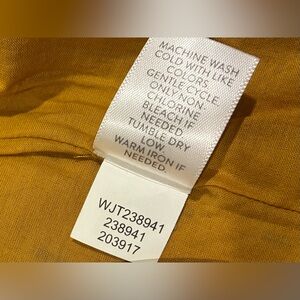 MACHINE WASH
COLD WITH LIKE
COLORS.
GENTLE CYCLE.
ONLY NON-
CHLORINE
BLEACH IF
NEEDED.
TUMBLE DRY
LOW.
WARM IRON IF
NEEDED.
WJT238941
238941
203917